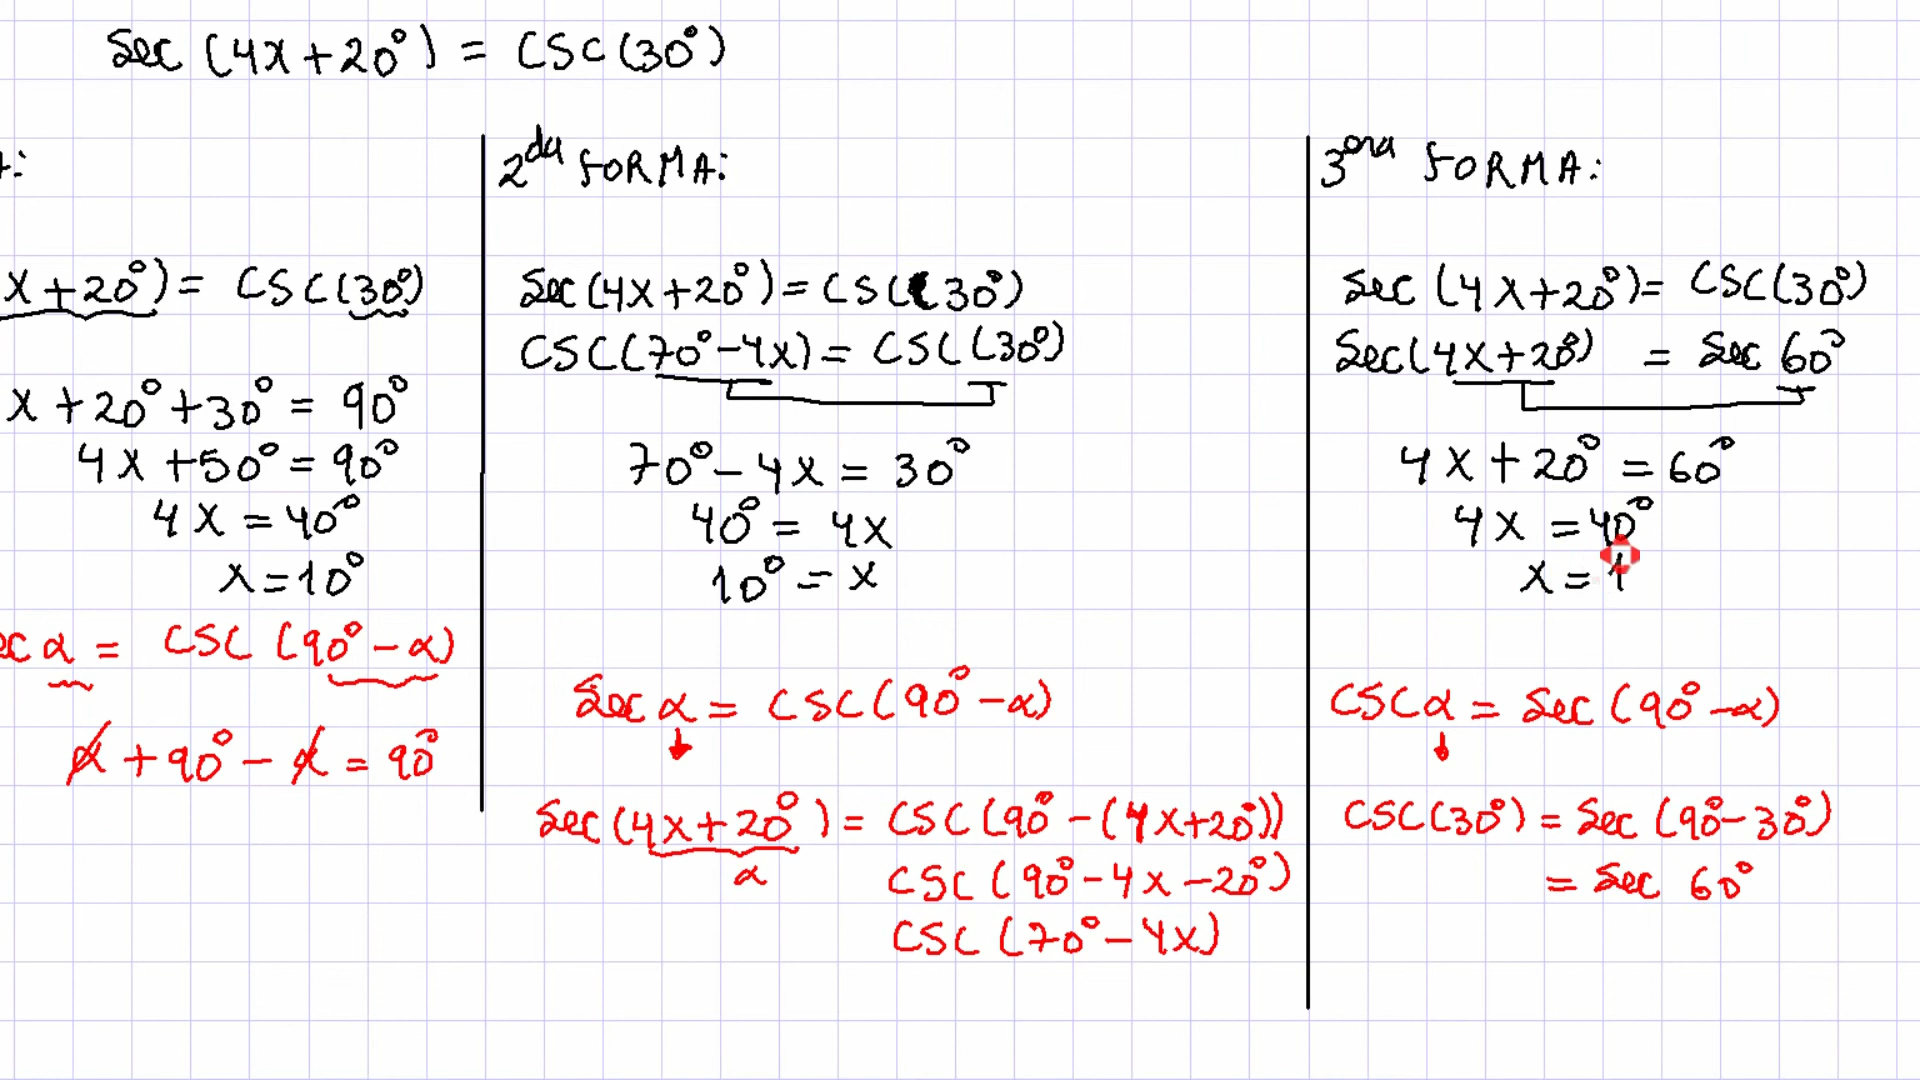 Sec (4x+20°) = CSC(30°)
A:
x+20°) = CSC(30°)
x+20°+30° = 90°
4x+50° = 90°
4x = 40°
x = 10°
ec α = CSC (90°-α)
α+90°-α = 90°
2da FORMA:
Sec(4x+20°) = CSC(30°)
CSC(70°-4x) = CSC(30°)
70°-4x = 30°
40° = 4x
10° = x
Sec α = CSC(90°-α)
Sec(4x+20°) = CSC(90°-(4x+20°))
α
CSC(90°-4x-20°)
CSC(70°-4x)
3era FORMA:
Sec (4x+20°) = CSC(30°)
Sec(4x+20°) = Sec 60°
4x+20° = 60°
4x = 40°
x = 1
CSCα = Sec (90°-α)
CSC(30°) = Sec (90°-30°)
= Sec 60°